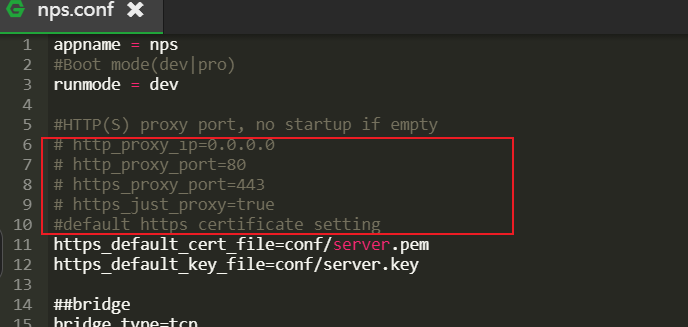 nps.conf ✖
1 appname = nps
2 #Boot mode(dev|pro)
3 runmode = dev
4
5 #HTTP(S) proxy port, no startup if empty
6 # http_proxy_ip=0.0.0.0
7 # http_proxy_port=80
8 # https_proxy_port=443
9 # https_just_proxy=true
10 #default https certificate setting
11 https_default_cert_file=conf/server.pem
12 https_default_key_file=conf/server.key
13
14 ##bridge
15 bridge_type=tcp